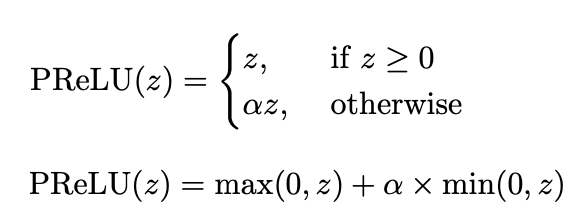 PReLU(z) = { z, if z ≥ 0
αz, otherwise
PReLU(z) = max(0, z) + α × min(0, z)